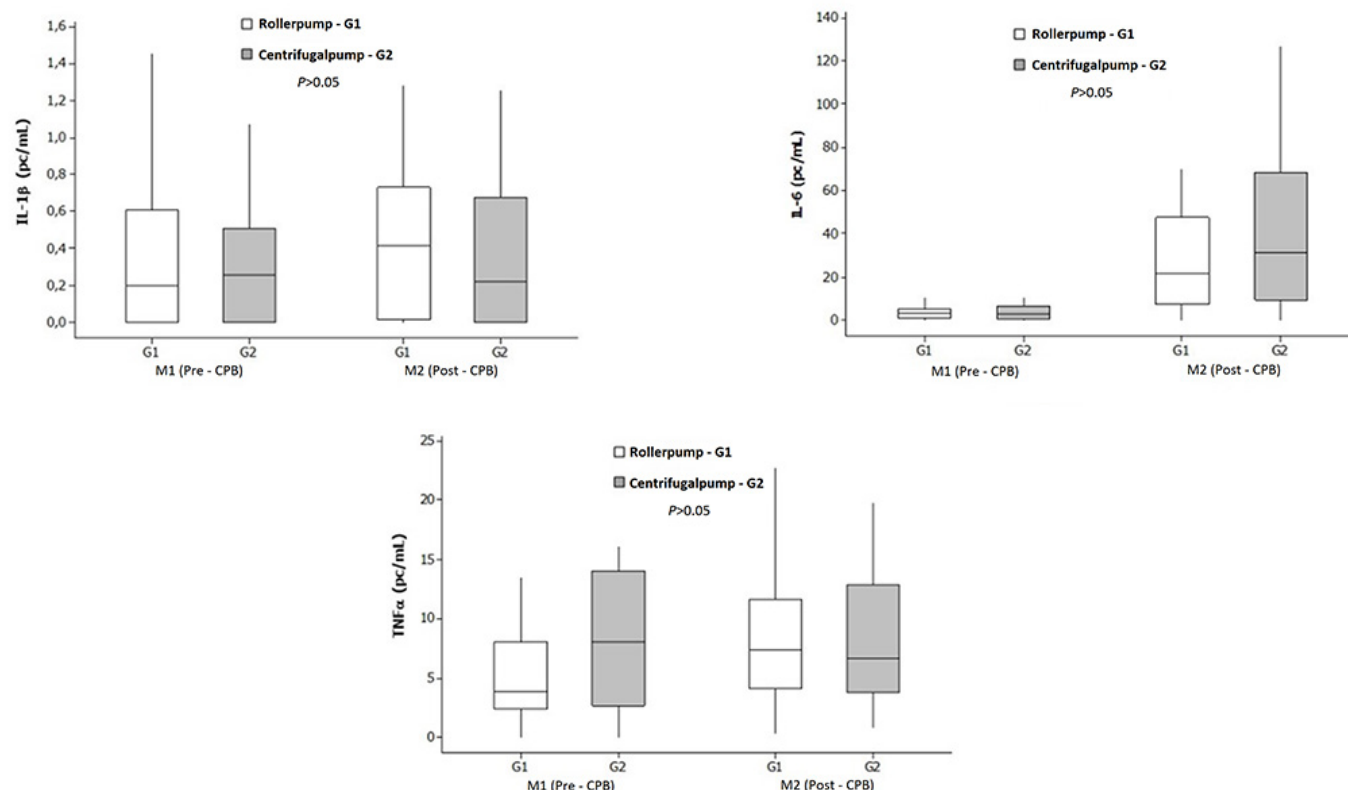 1,6
1,4
1,2
1,0
0,8
0,6
0,4
0,2
0,0
IL-1β (pc/mL)
Rollerpump - G1
Centrifugalpump - G2
P>0.05
G1 G2 G1 G2
M1 (Pre - CPB) M2 (Post - CPB)
140
120
100
80
60
40
20
0
IL-6 (pc/mL)
Rollerpump - G1
Centrifugalpump - G2
P>0.05
G1 G2 G1 G2
M1 (Pre - CPB) M2 (Post - CPB)
25
20
15
10
5
0
TNFα (pc/mL)
Rollerpump - G1
Centrifugalpump - G2
P>0.05
G1 G2 G1 G2
M1 (Pre - CPB) M2 (Post - CPB)